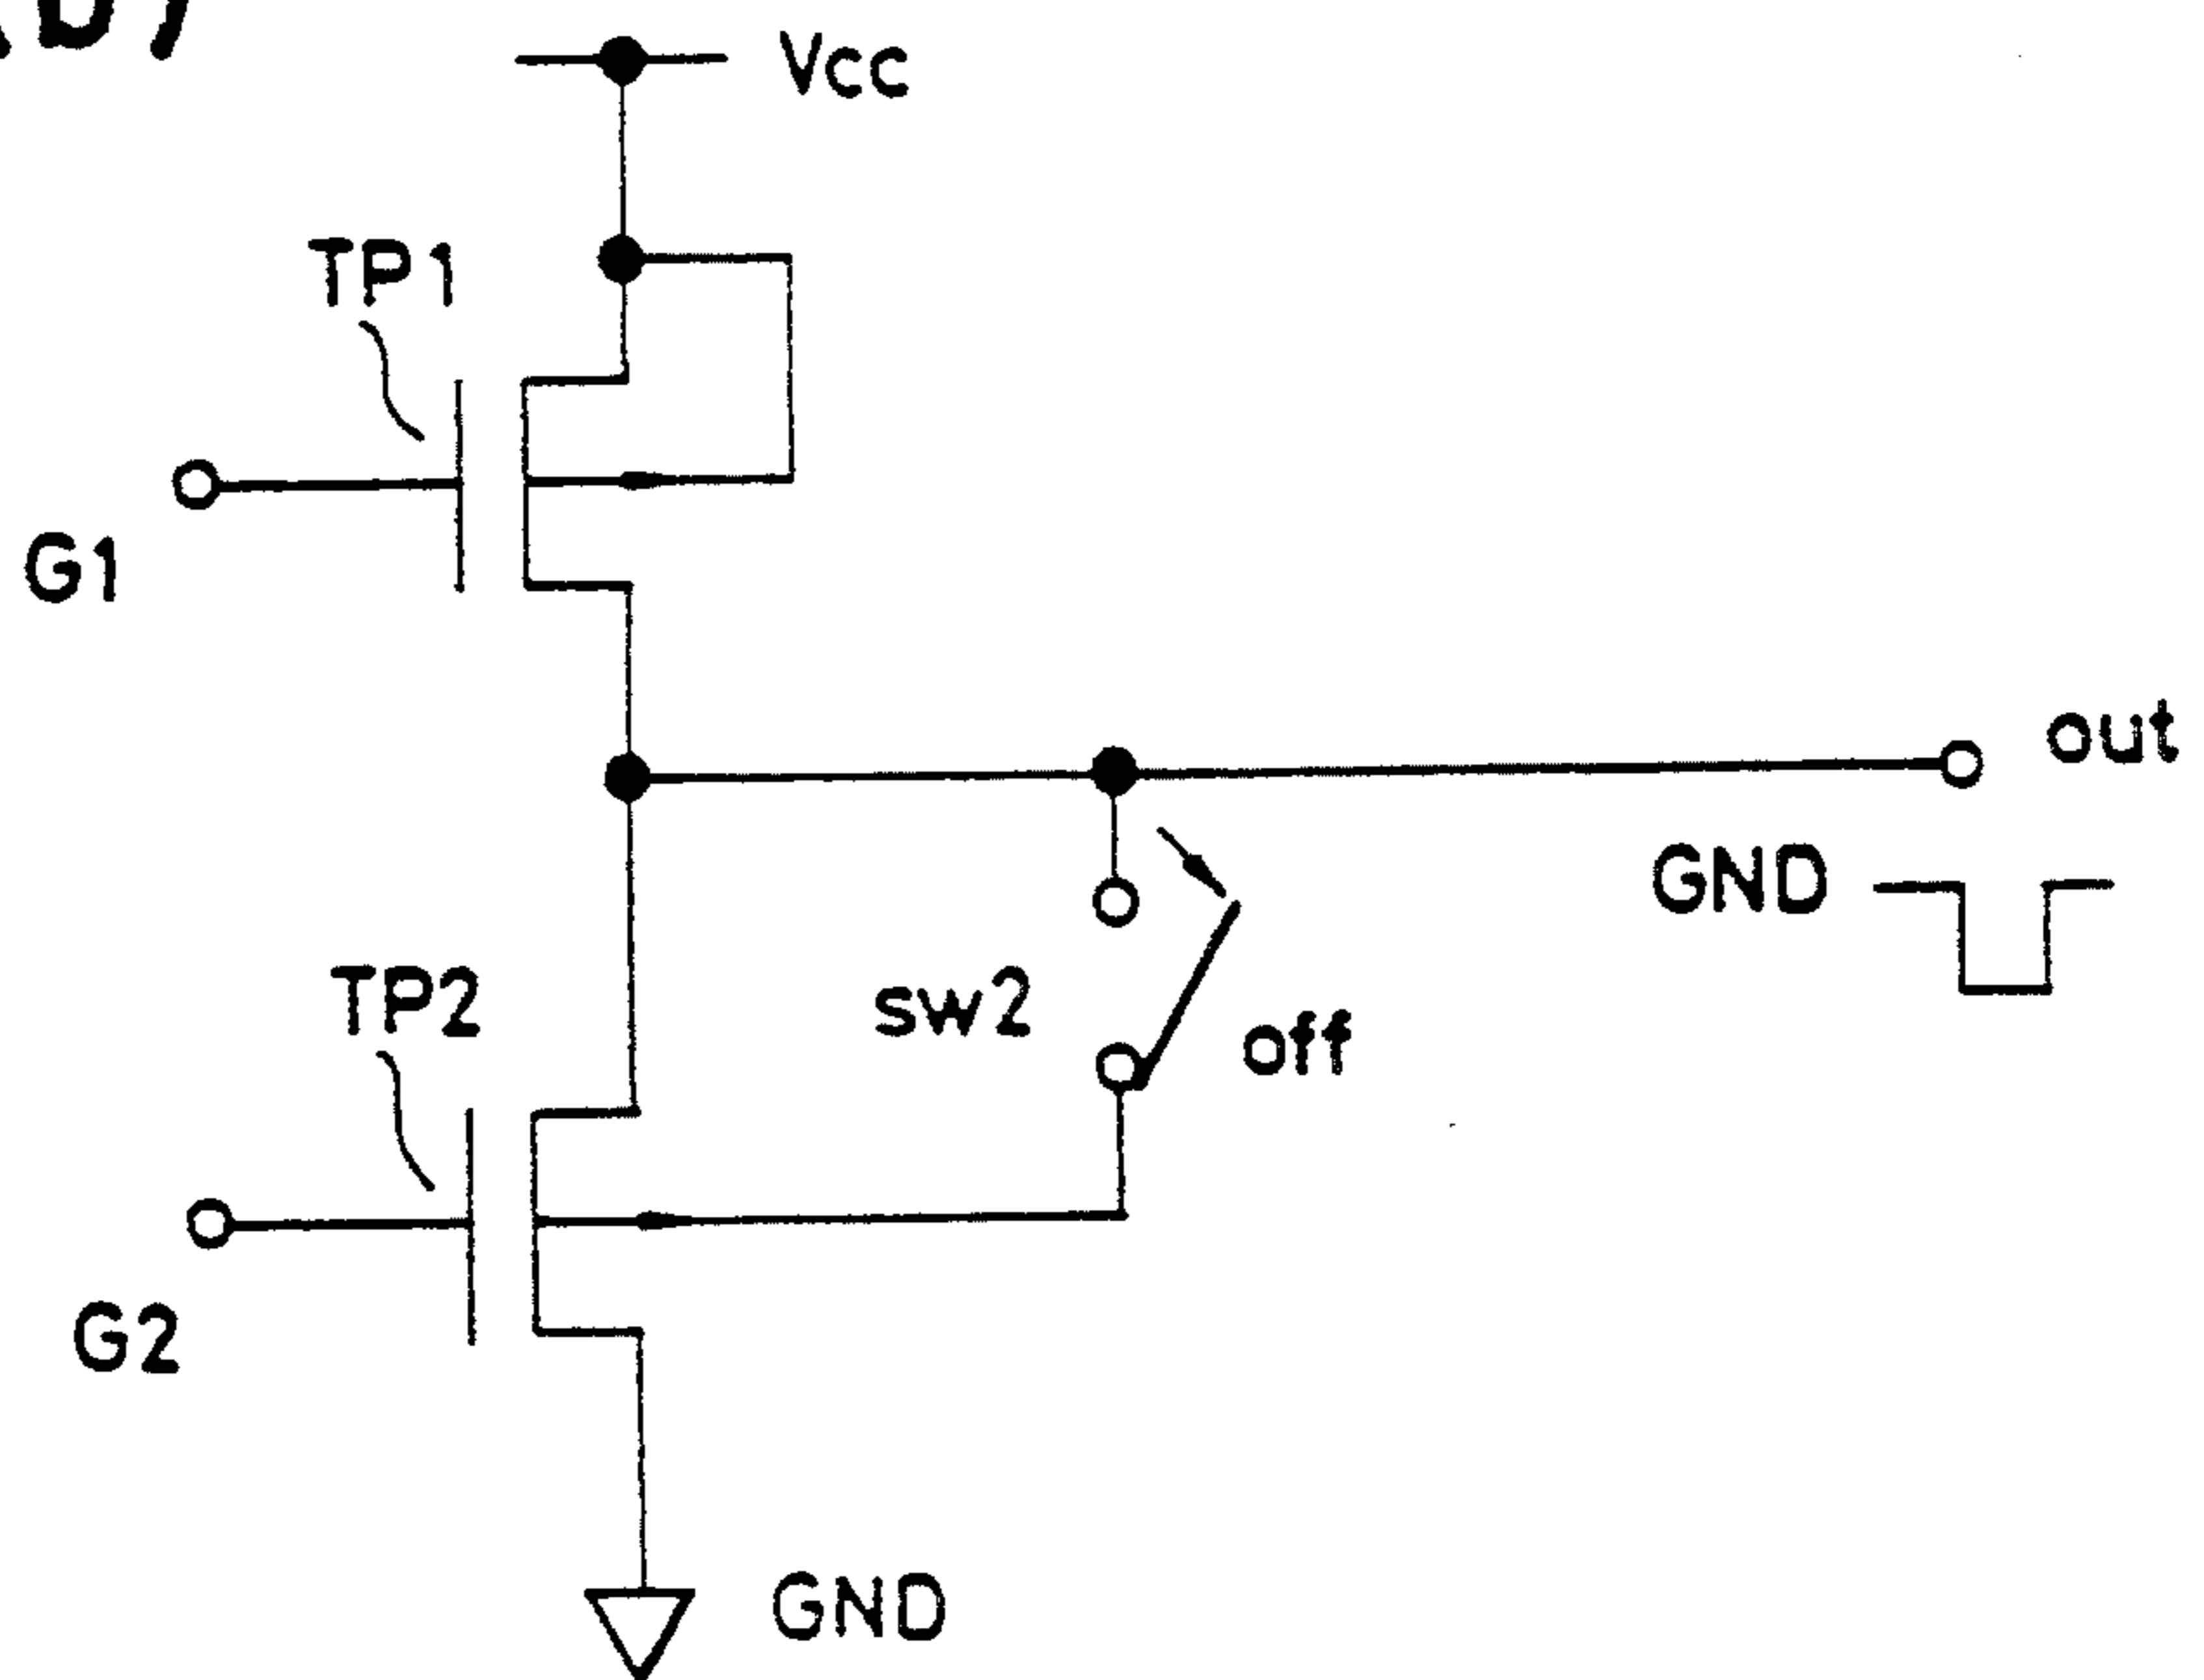 Vcc
TP1
G1
out
GND
TP2
sw2
off
G2
GND